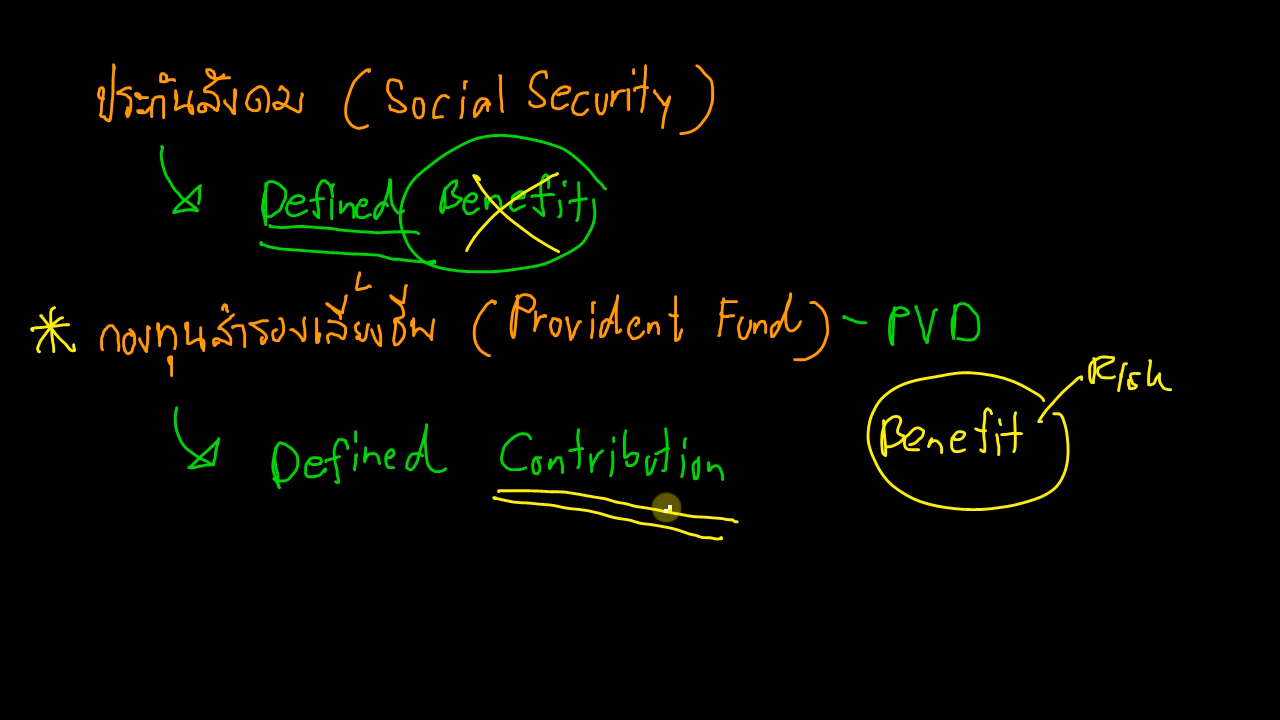 ประกันสังคม (Social Security)
Defined Benefit
* กองทุนสำรองเลี้ยงชีพ (Provident Fund) ~ PVD
Risk
Benefit
Defined Contribution